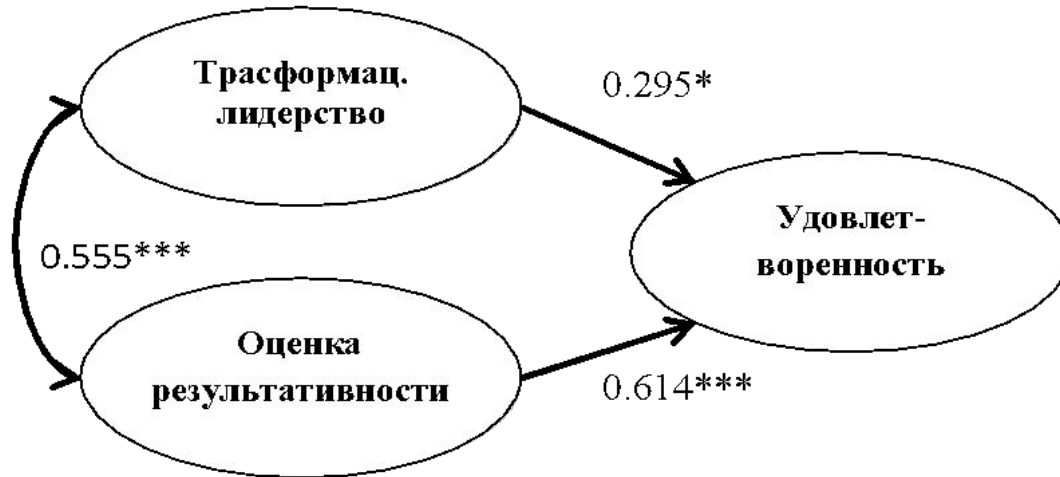 Трасформац.
лидерство
0.295*
Удовлет-
воренность
0.555***
Оценка
результативности
0.614***